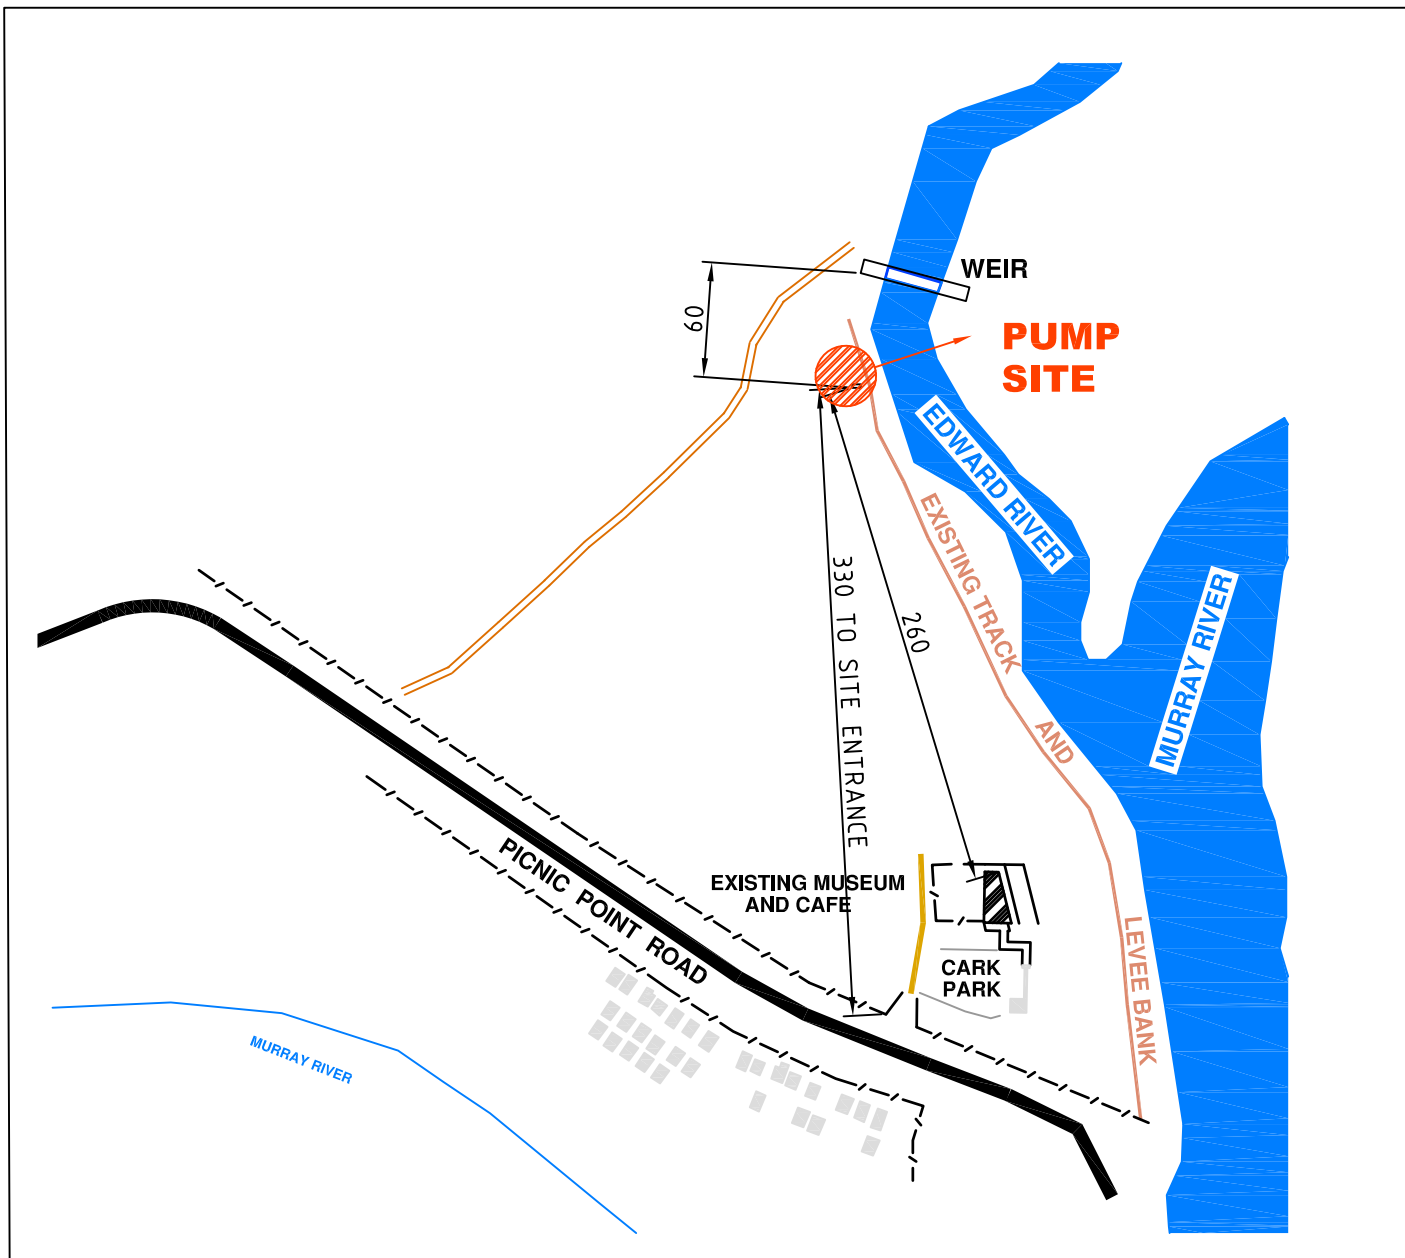 WEIR
60
PUMP
SITE
EDWARD RIVER
EXISTING TRACK
AND
LEVEE BANK
MURRAY RIVER
330 TO SITE ENTRANCE
260
PICNIC POINT ROAD
EXISTING MUSEUM
AND CAFE
CARK
PARK
MURRAY RIVER